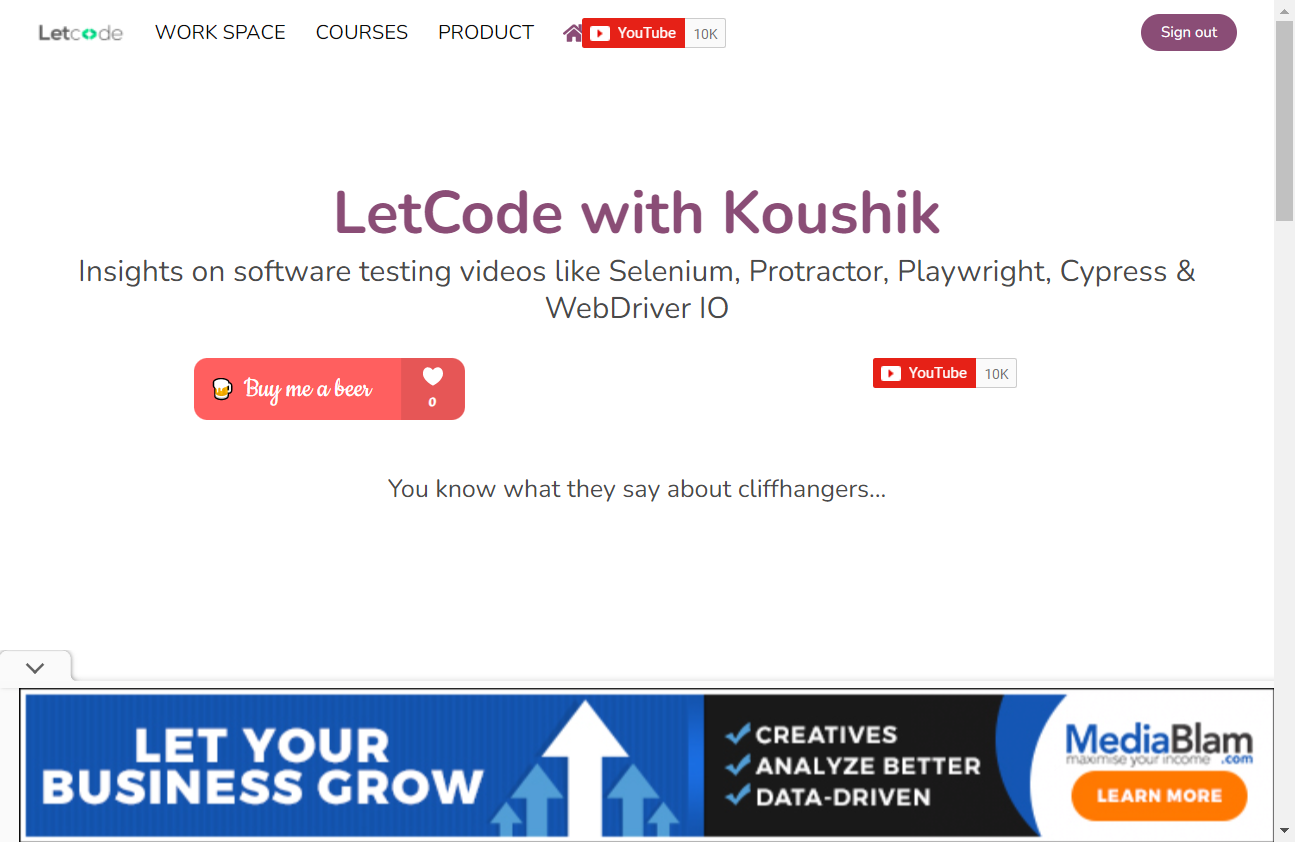 Letcode WORK SPACE COURSES PRODUCT YouTube 10K Sign out
LetCode with Koushik
Insights on software testing videos like Selenium, Protractor, Playwright, Cypress &
WebDriver IO
Buy me a beer 0
YouTube 10K
You know what they say about cliffhangers...
LET YOUR
BUSINESS GROW
CREATIVES
ANALYZE BETTER
DATA-DRIVEN
MediaBlam
maximise your income .com
LEARN MORE